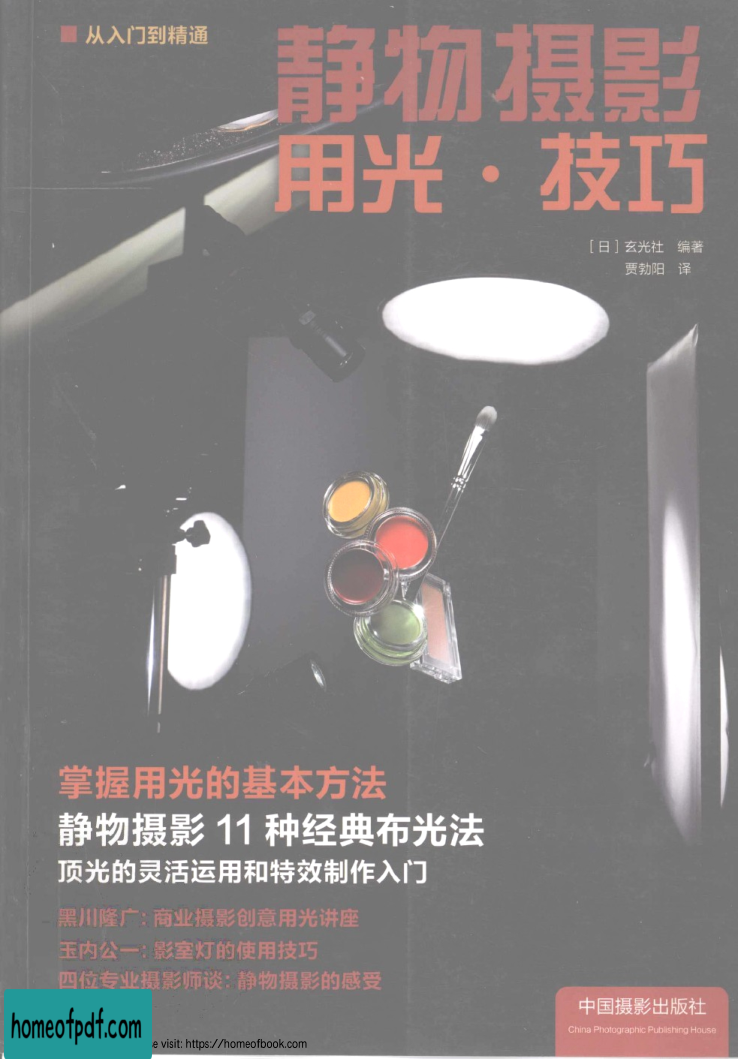 从入门到精通
静物摄影
用光·技巧
[日]玄光社 编著
贾勃阳 译
掌握用光的基本方法
静物摄影 11 种经典布光法
顶光的灵活运用和特效制作入门
黑川隆广: 商业摄影创意用光讲座
玉内公一: 影室灯的使用技巧
四位专业摄影师谈: 静物摄影的感受
中国摄影出版社
China Photographic Publishing House
homeofpdf.com
e visit: https://homeofbook.com